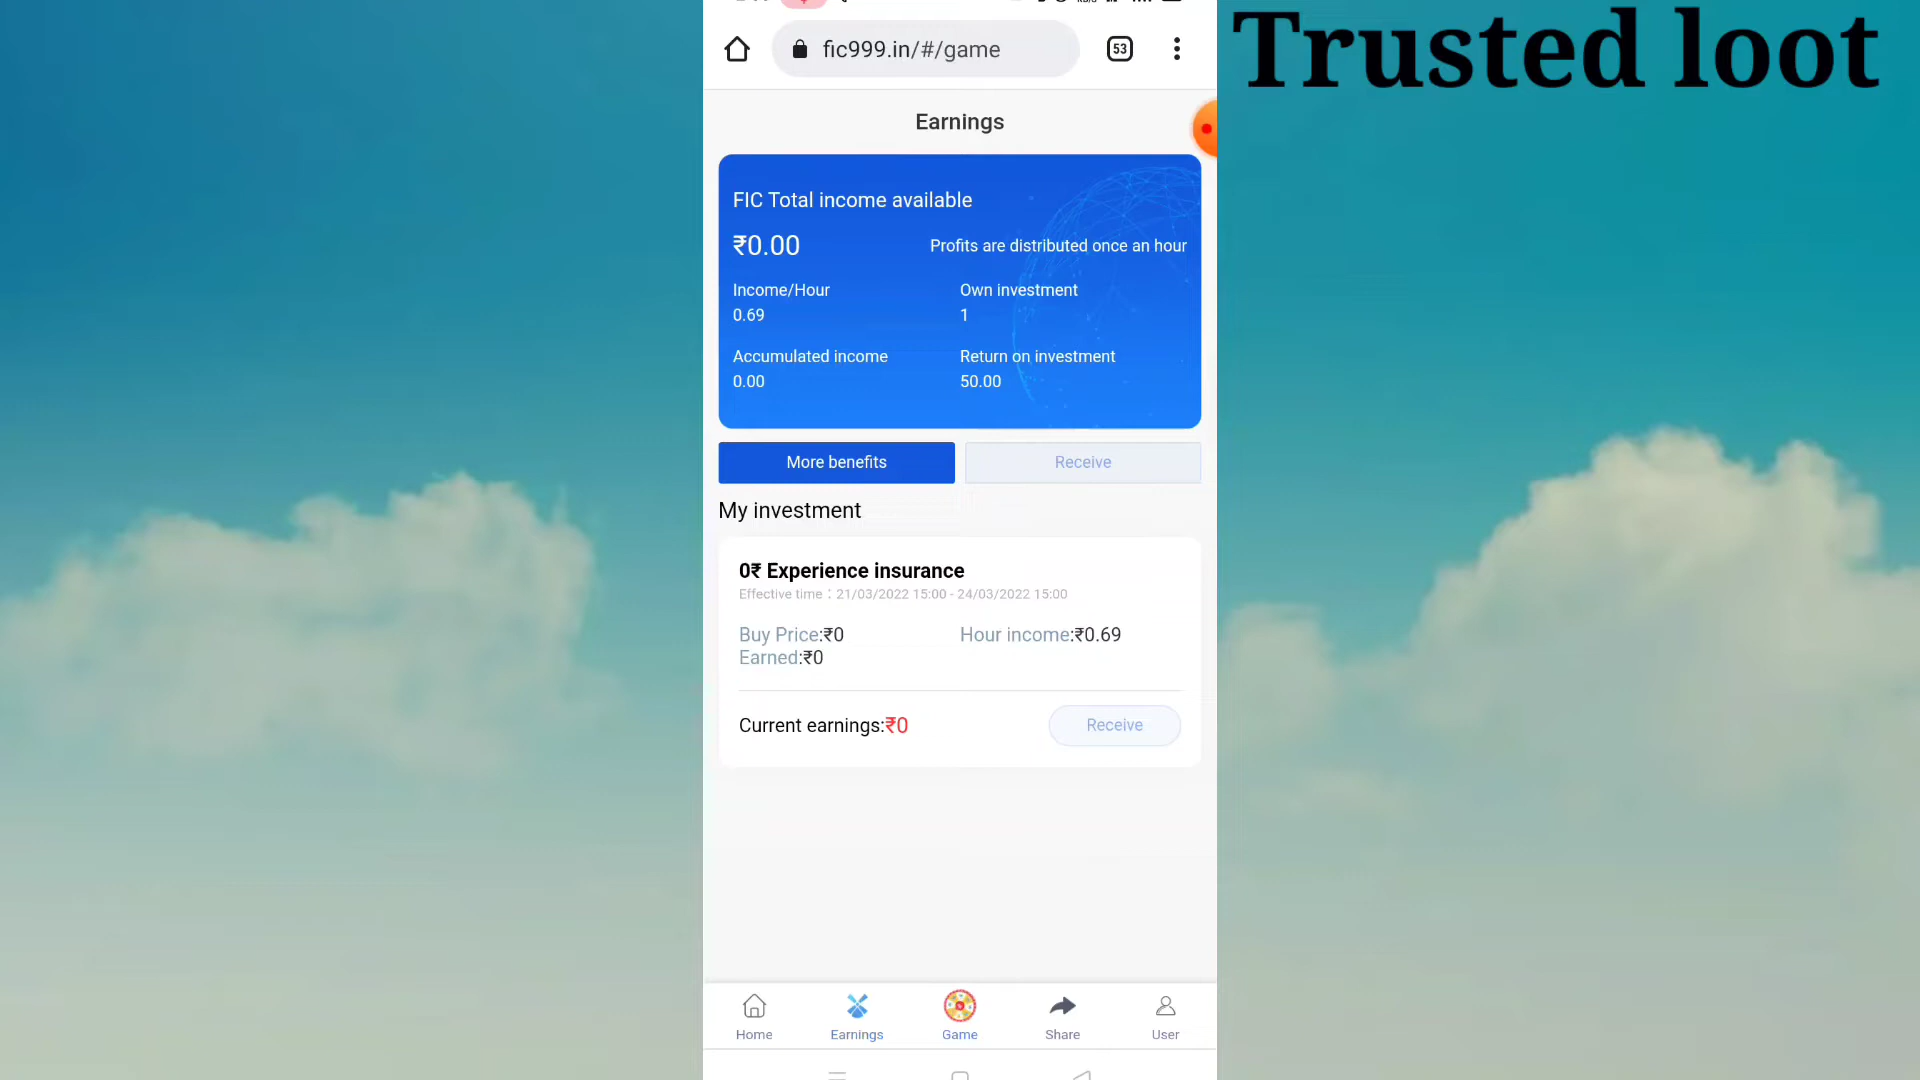 Trusted loot
fic999.in/#/game
53
Earnings
FIC Total income available
₹0.00
Profits are distributed once an hour
Income/Hour
Own investment
0.69
1
Accumulated income
Return on investment
0.00
50.00
More benefits
Receive
My investment
0₹ Experience insurance
Effective time：21/03/2022 15:00 - 24/03/2022 15:00
Buy Price:₹0
Hour income:₹0.69
Earned:₹0
Current earnings:₹0
Receive
Home
Earnings
Game
Share
User